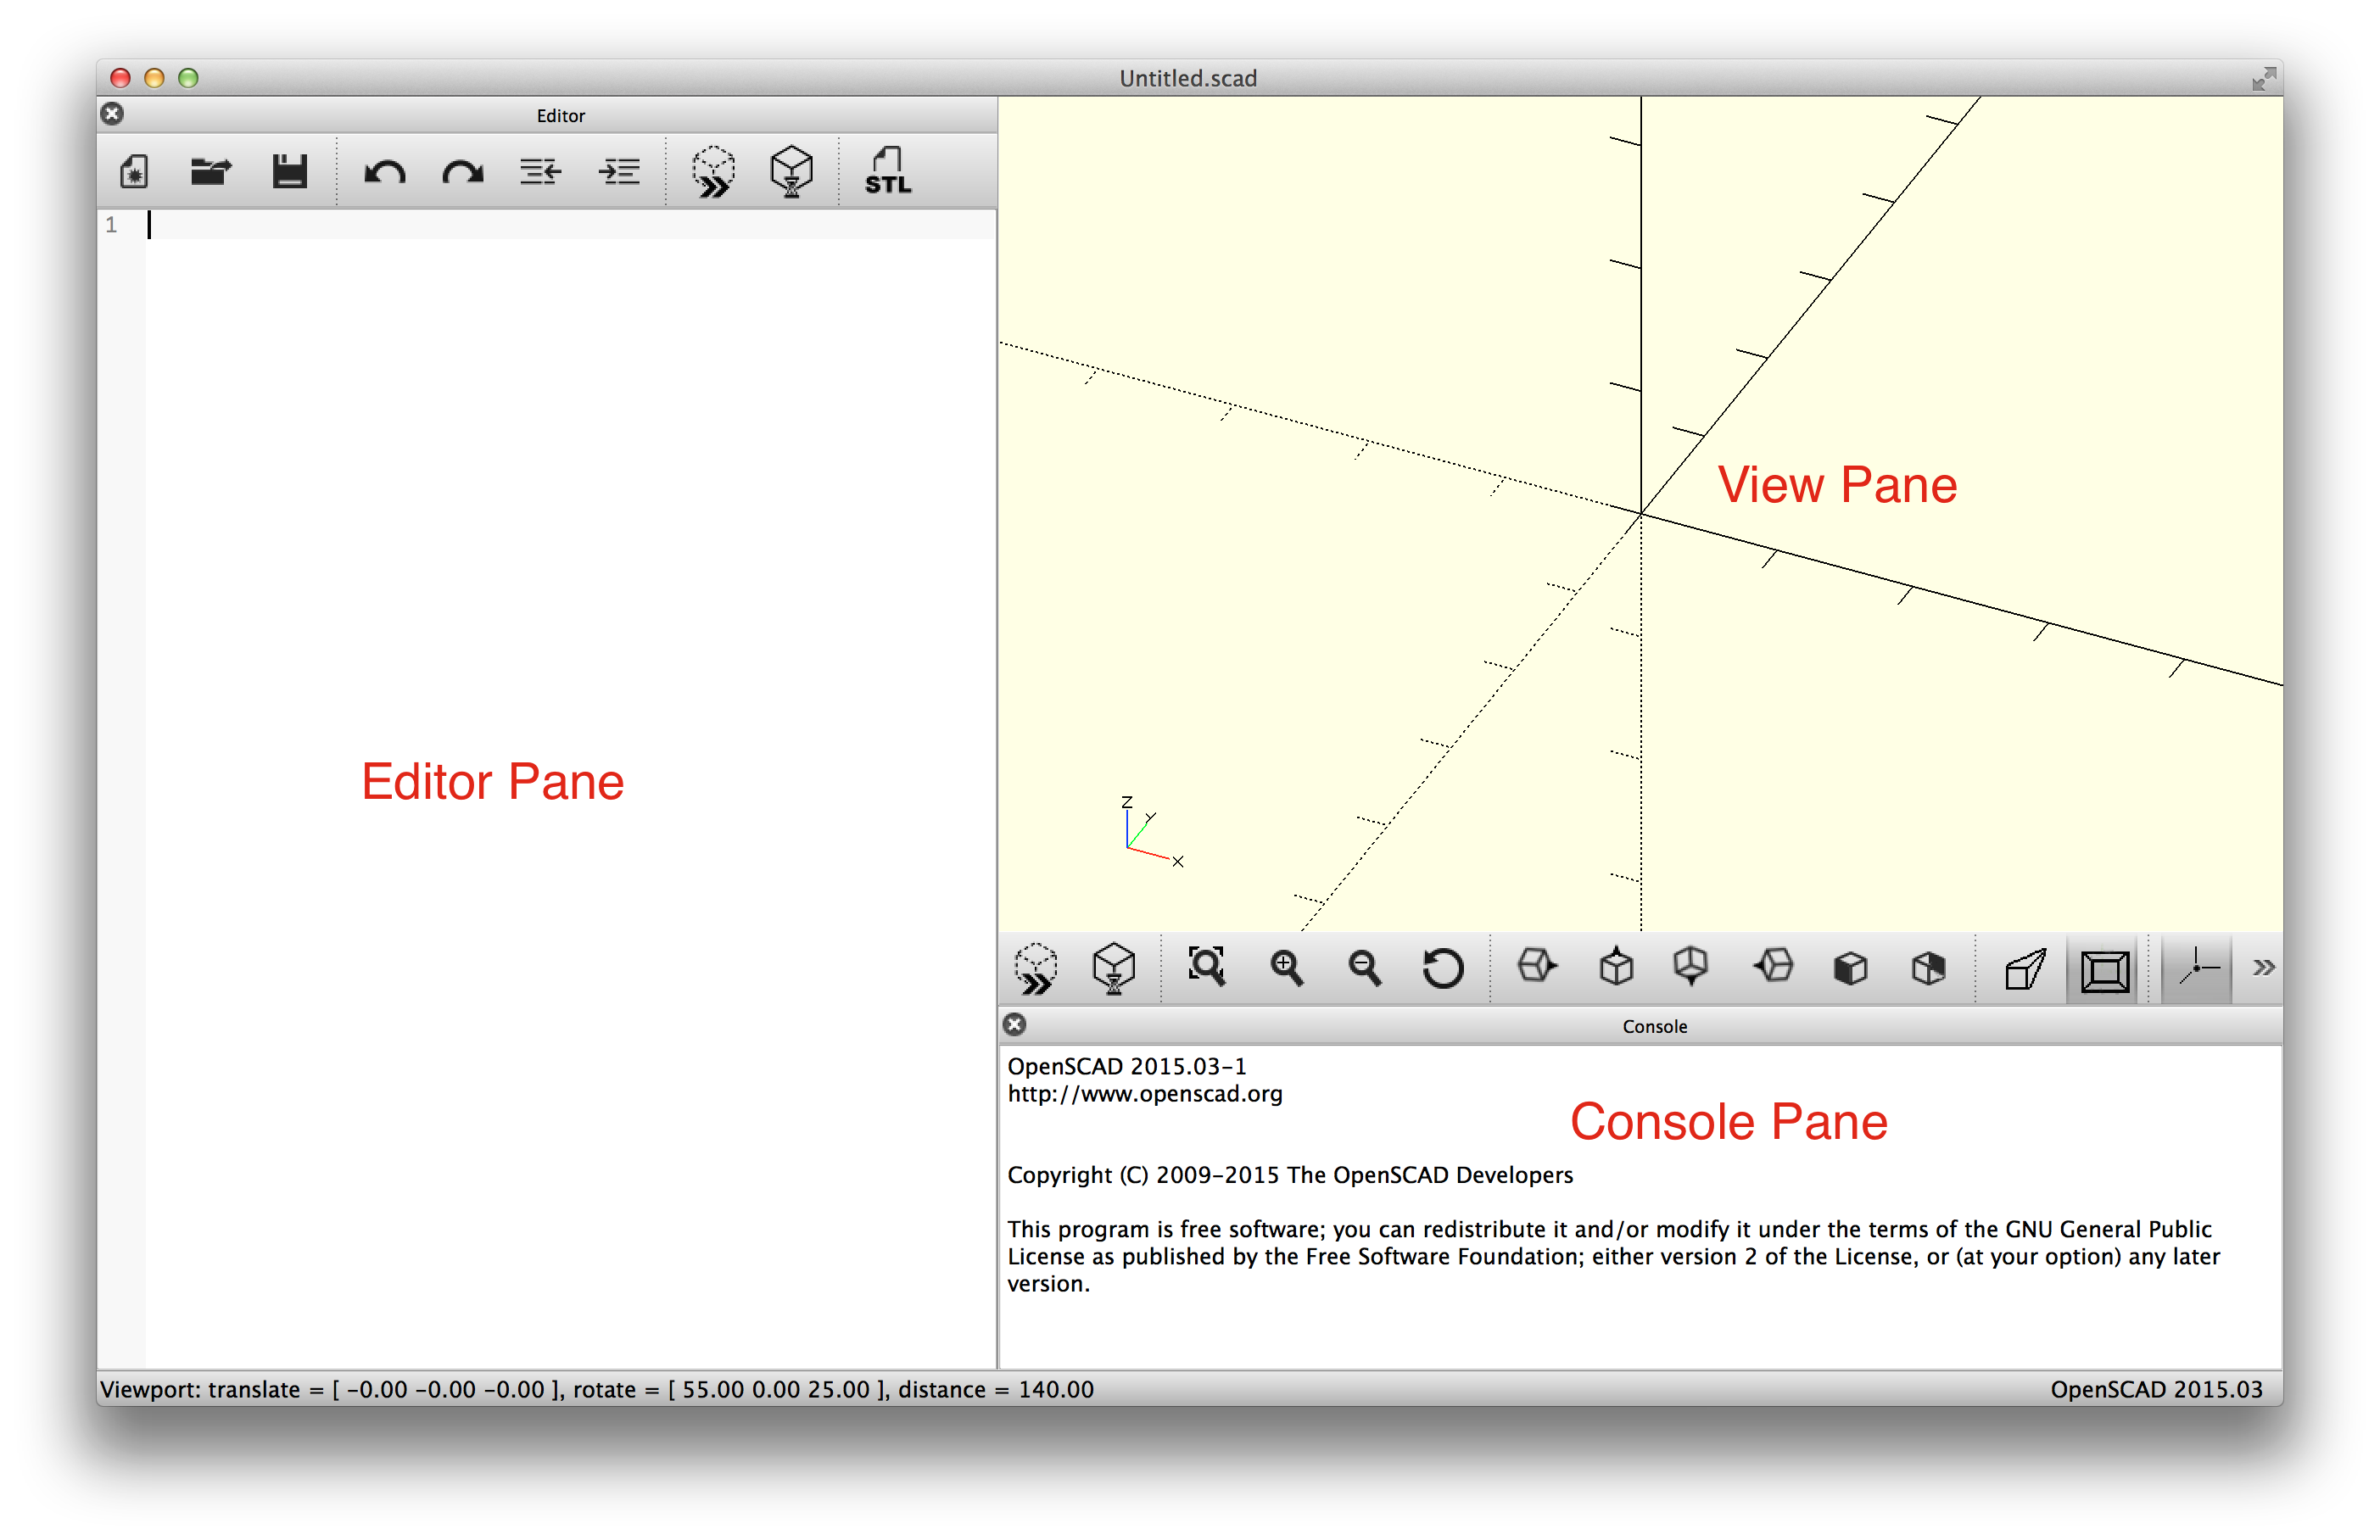 Untitled.scad
Editor
STL
1
Editor Pane
View Pane
Z
Y
X
Console
OpenSCAD 2015.03-1
http://www.openscad.org
Console Pane
Copyright (C) 2009-2015 The OpenSCAD Developers
This program is free software; you can redistribute it and/or modify it under the terms of the GNU General Public
License as published by the Free Software Foundation; either version 2 of the License, or (at your option) any later
version.
Viewport: translate = [ -0.00 -0.00 -0.00 ], rotate = [ 55.00 0.00 25.00 ], distance = 140.00
OpenSCAD 2015.03